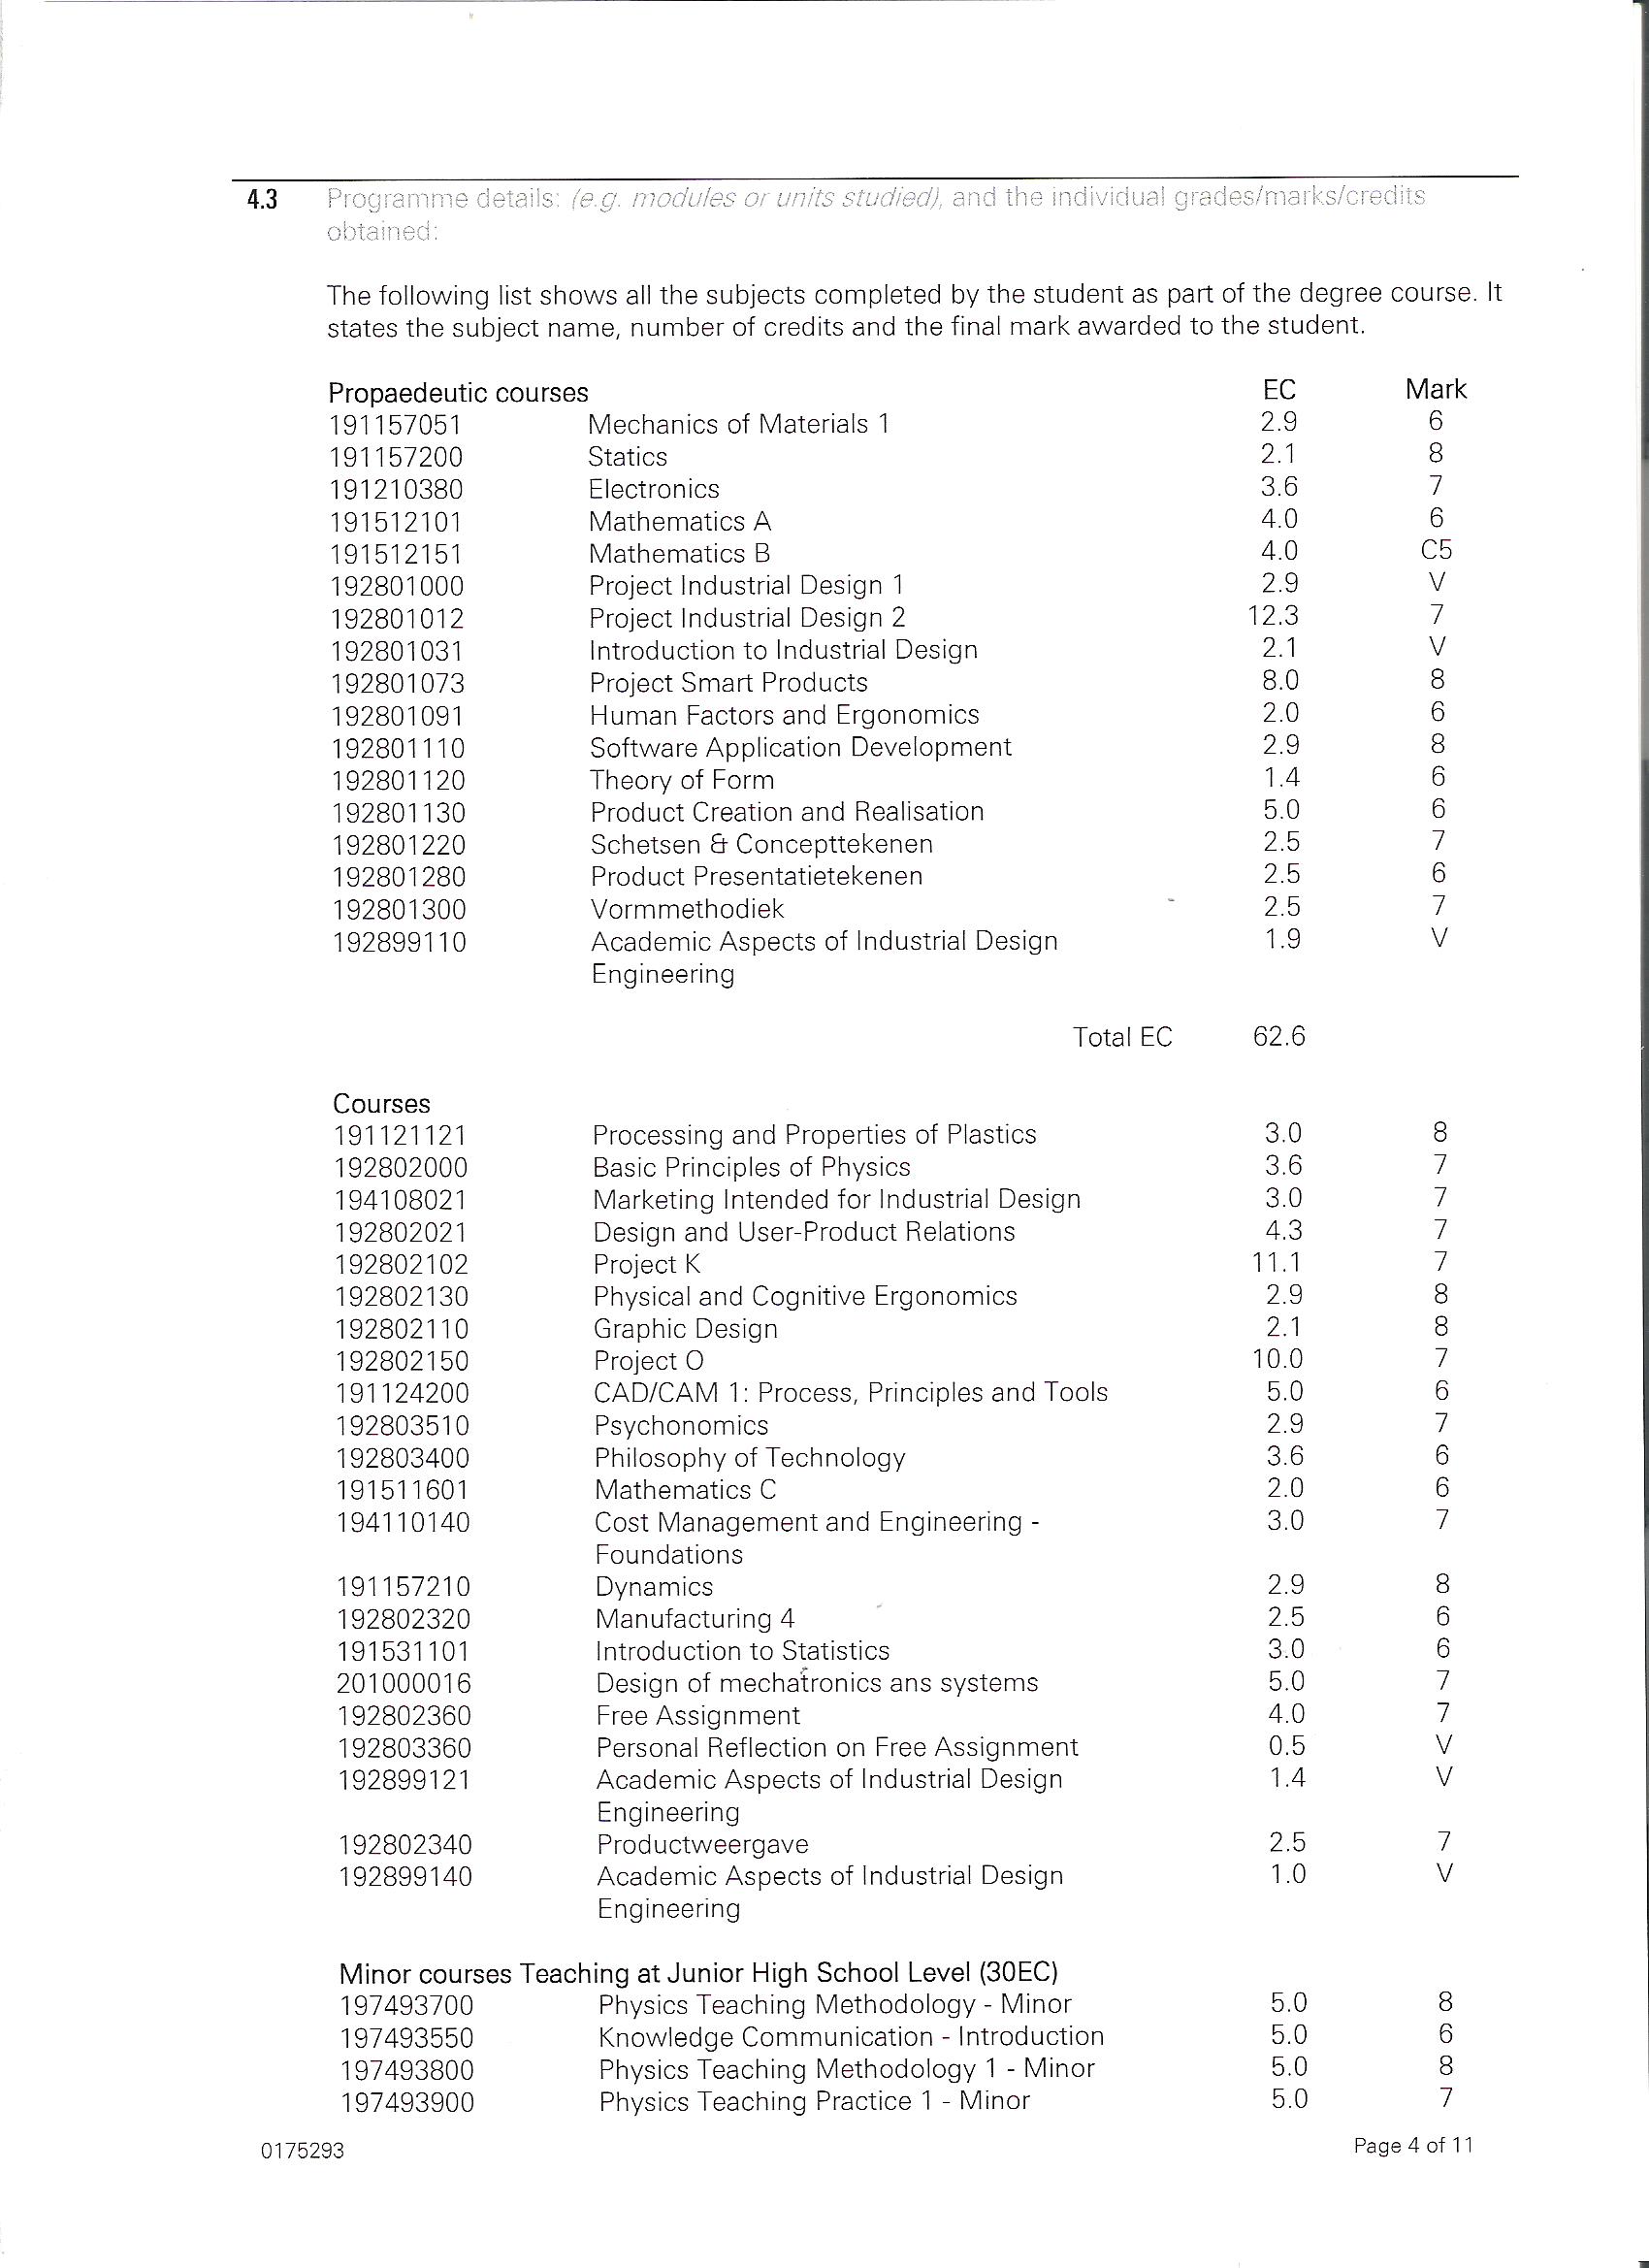 4.3 Programme details: (e.g. modules or units studied), and the individual grades/marks/credits
obtained:
The following list shows all the subjects completed by the student as part of the degree course. It
states the subject name, number of credits and the final mark awarded to the student.
Propaedeutic courses EC Mark
191157051 Mechanics of Materials 1 2.9 6
191157200 Statics 2.1 8
191210380 Electronics 3.6 7
191512101 Mathematics A 4.0 6
191512151 Mathematics B 4.0 C5
192801000 Project Industrial Design 1 2.9 V
192801012 Project Industrial Design 2 12.3 7
192801031 Introduction to Industrial Design 2.1 V
192801073 Project Smart Products 8.0 8
192801091 Human Factors and Ergonomics 2.0 6
192801110 Software Application Development 2.9 8
192801120 Theory of Form 1.4 6
192801130 Product Creation and Realisation 5.0 6
192801220 Schetsen & Concepttekenen 2.5 7
192801280 Product Presentatietekenen 2.5 6
192801300 Vormmethodiek 2.5 7
192899110 Academic Aspects of Industrial Design 1.9 V
Engineering
Total EC 62.6
Courses
191121121 Processing and Properties of Plastics 3.0 8
192802000 Basic Principles of Physics 3.6 7
194108021 Marketing Intended for Industrial Design 3.0 7
192802021 Design and User-Product Relations 4.3 7
192802102 Project K 11.1 7
192802130 Physical and Cognitive Ergonomics 2.9 8
192802110 Graphic Design 2.1 8
192802150 Project O 10.0 7
191124200 CAD/CAM 1: Process, Principles and Tools 5.0 6
192803510 Psychonomics 2.9 7
192803400 Philosophy of Technology 3.6 6
191511601 Mathematics C 2.0 6
194110140 Cost Management and Engineering - 3.0 7
Foundations
191157210 Dynamics 2.9 8
192802320 Manufacturing 4 2.5 6
191531101 Introduction to Statistics 3.0 6
201000016 Design of mechatronics ans systems 5.0 7
192802360 Free Assignment 4.0 7
192803360 Personal Reflection on Free Assignment 0.5 V
192899121 Academic Aspects of Industrial Design 1.4 V
Engineering
192802340 Productweergave 2.5 7
192899140 Academic Aspects of Industrial Design 1.0 V
Engineering
Minor courses Teaching at Junior High School Level (30EC)
197493700 Physics Teaching Methodology - Minor 5.0 8
197493550 Knowledge Communication - Introduction 5.0 6
197493800 Physics Teaching Methodology 1 - Minor 5.0 8
197493900 Physics Teaching Practice 1 - Minor 5.0 7
0175293 Page 4 of 11